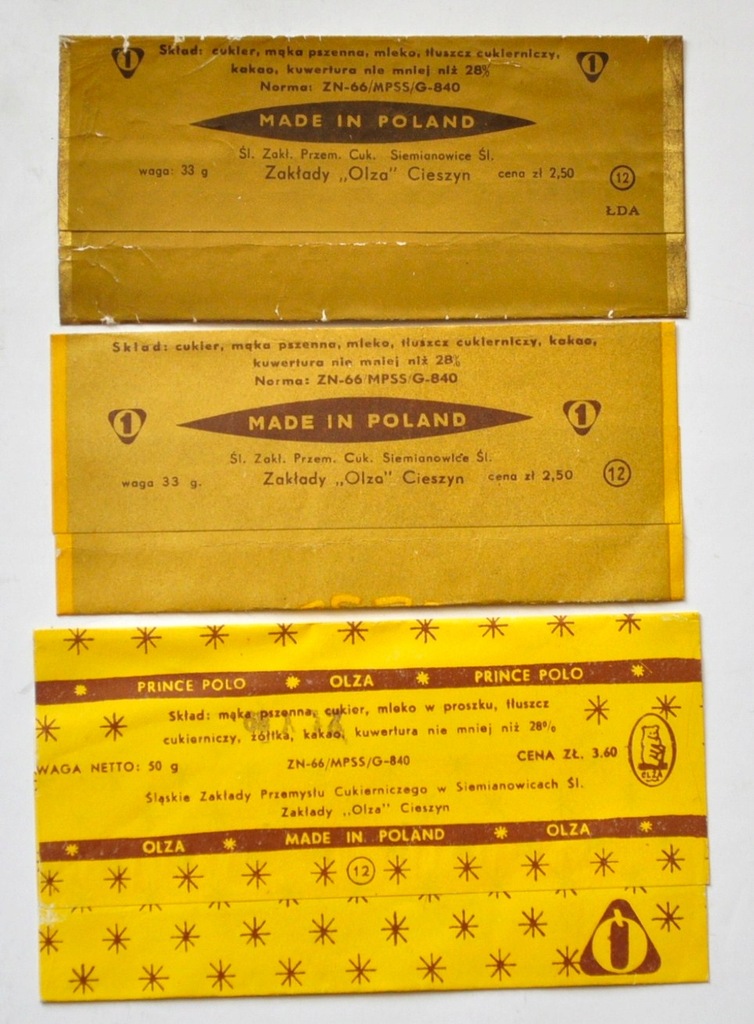 1
Skład: cukier, mąka pszenna, mleko, tłuszcz cukierniczy,
1
kakao, kuwertura nie mniej niż 28%
Norma: ZN-66/MPSS/G-840
MADE IN POLAND
Śl. Zakł. Przem. Cuk. Siemianowice Śl.
waga: 33 g Zakłady „Olza” Cieszyn cena zł 2,50 12
ŁDA
Skład: cukier, mąka pszenna, mleko, tłuszcz cukierniczy, kakao,
kuwertura nie mniej niż 28%
Norma: ZN-66/MPSS/G-840
1 MADE IN POLAND 1
Śl. Zakł. Przem. Cuk. Siemianowice Śl.
waga 33 g. Zakłady „Olza” Cieszyn cena zł 2,50 12
PRINCE POLO OLZA PRINCE POLO
Skład: mąka pszenna, cukier, mleko w proszku, tłuszcz
cukierniczy, żółtka, kakao, kuwertura nie mniej niż 28%
WAGA NETTO: 50 g ZN-66/MPSS/G-840 CENA ZŁ. 3.60
OLZA
Śląskie Zakłady Przemysłu Cukierniczego w Siemianowicach Śl.
Zakłady „Olza” Cieszyn
OLZA MADE IN POLAND OLZA
12
1